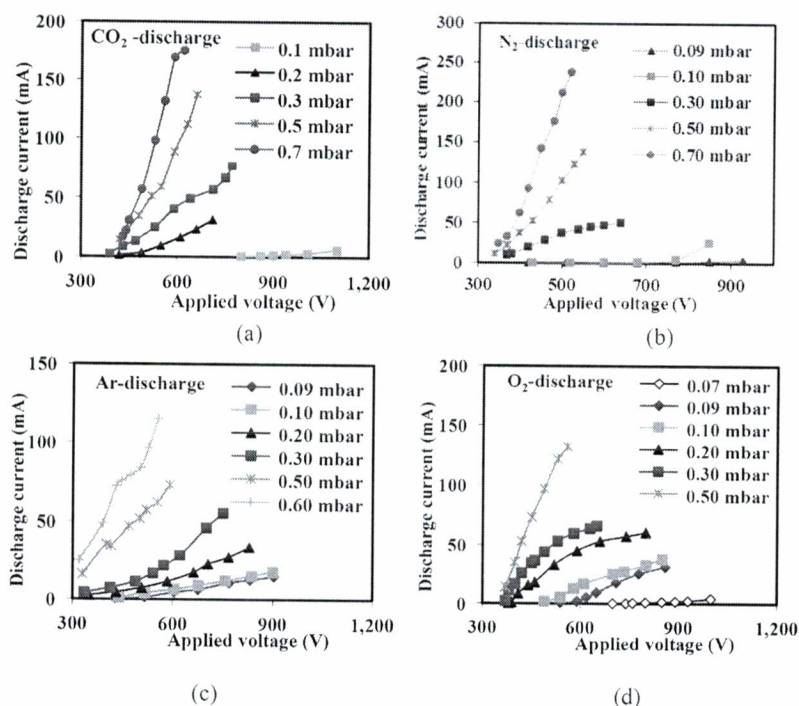 CO2 -discharge
0.1 mbar
0.2 mbar
0.3 mbar
0.5 mbar
0.7 mbar
Discharge current (mA)
200
150
100
50
0
300
600
900
1,200
Applied voltage (V)
(a)
N2-discharge
0.09 mbar
0.10 mbar
0.30 mbar
0.50 mbar
0.70 mbar
Discharge current (mA)
300
250
200
150
100
50
0
300
500
700
900
Applied voltage (V)
(b)
Ar-discharge
0.09 mbar
0.10 mbar
0.20 mbar
0.30 mbar
0.50 mbar
0.60 mbar
Discharge current (mA)
150
100
50
0
300
600
900
1,200
Applied voltage (V)
(c)
O2-discharge
0.07 mbar
0.09 mbar
0.10 mbar
0.20 mbar
0.30 mbar
0.50 mbar
Discharge current (mA)
200
150
100
50
0
300
600
900
1,200
Applied voltage (V)
(d)